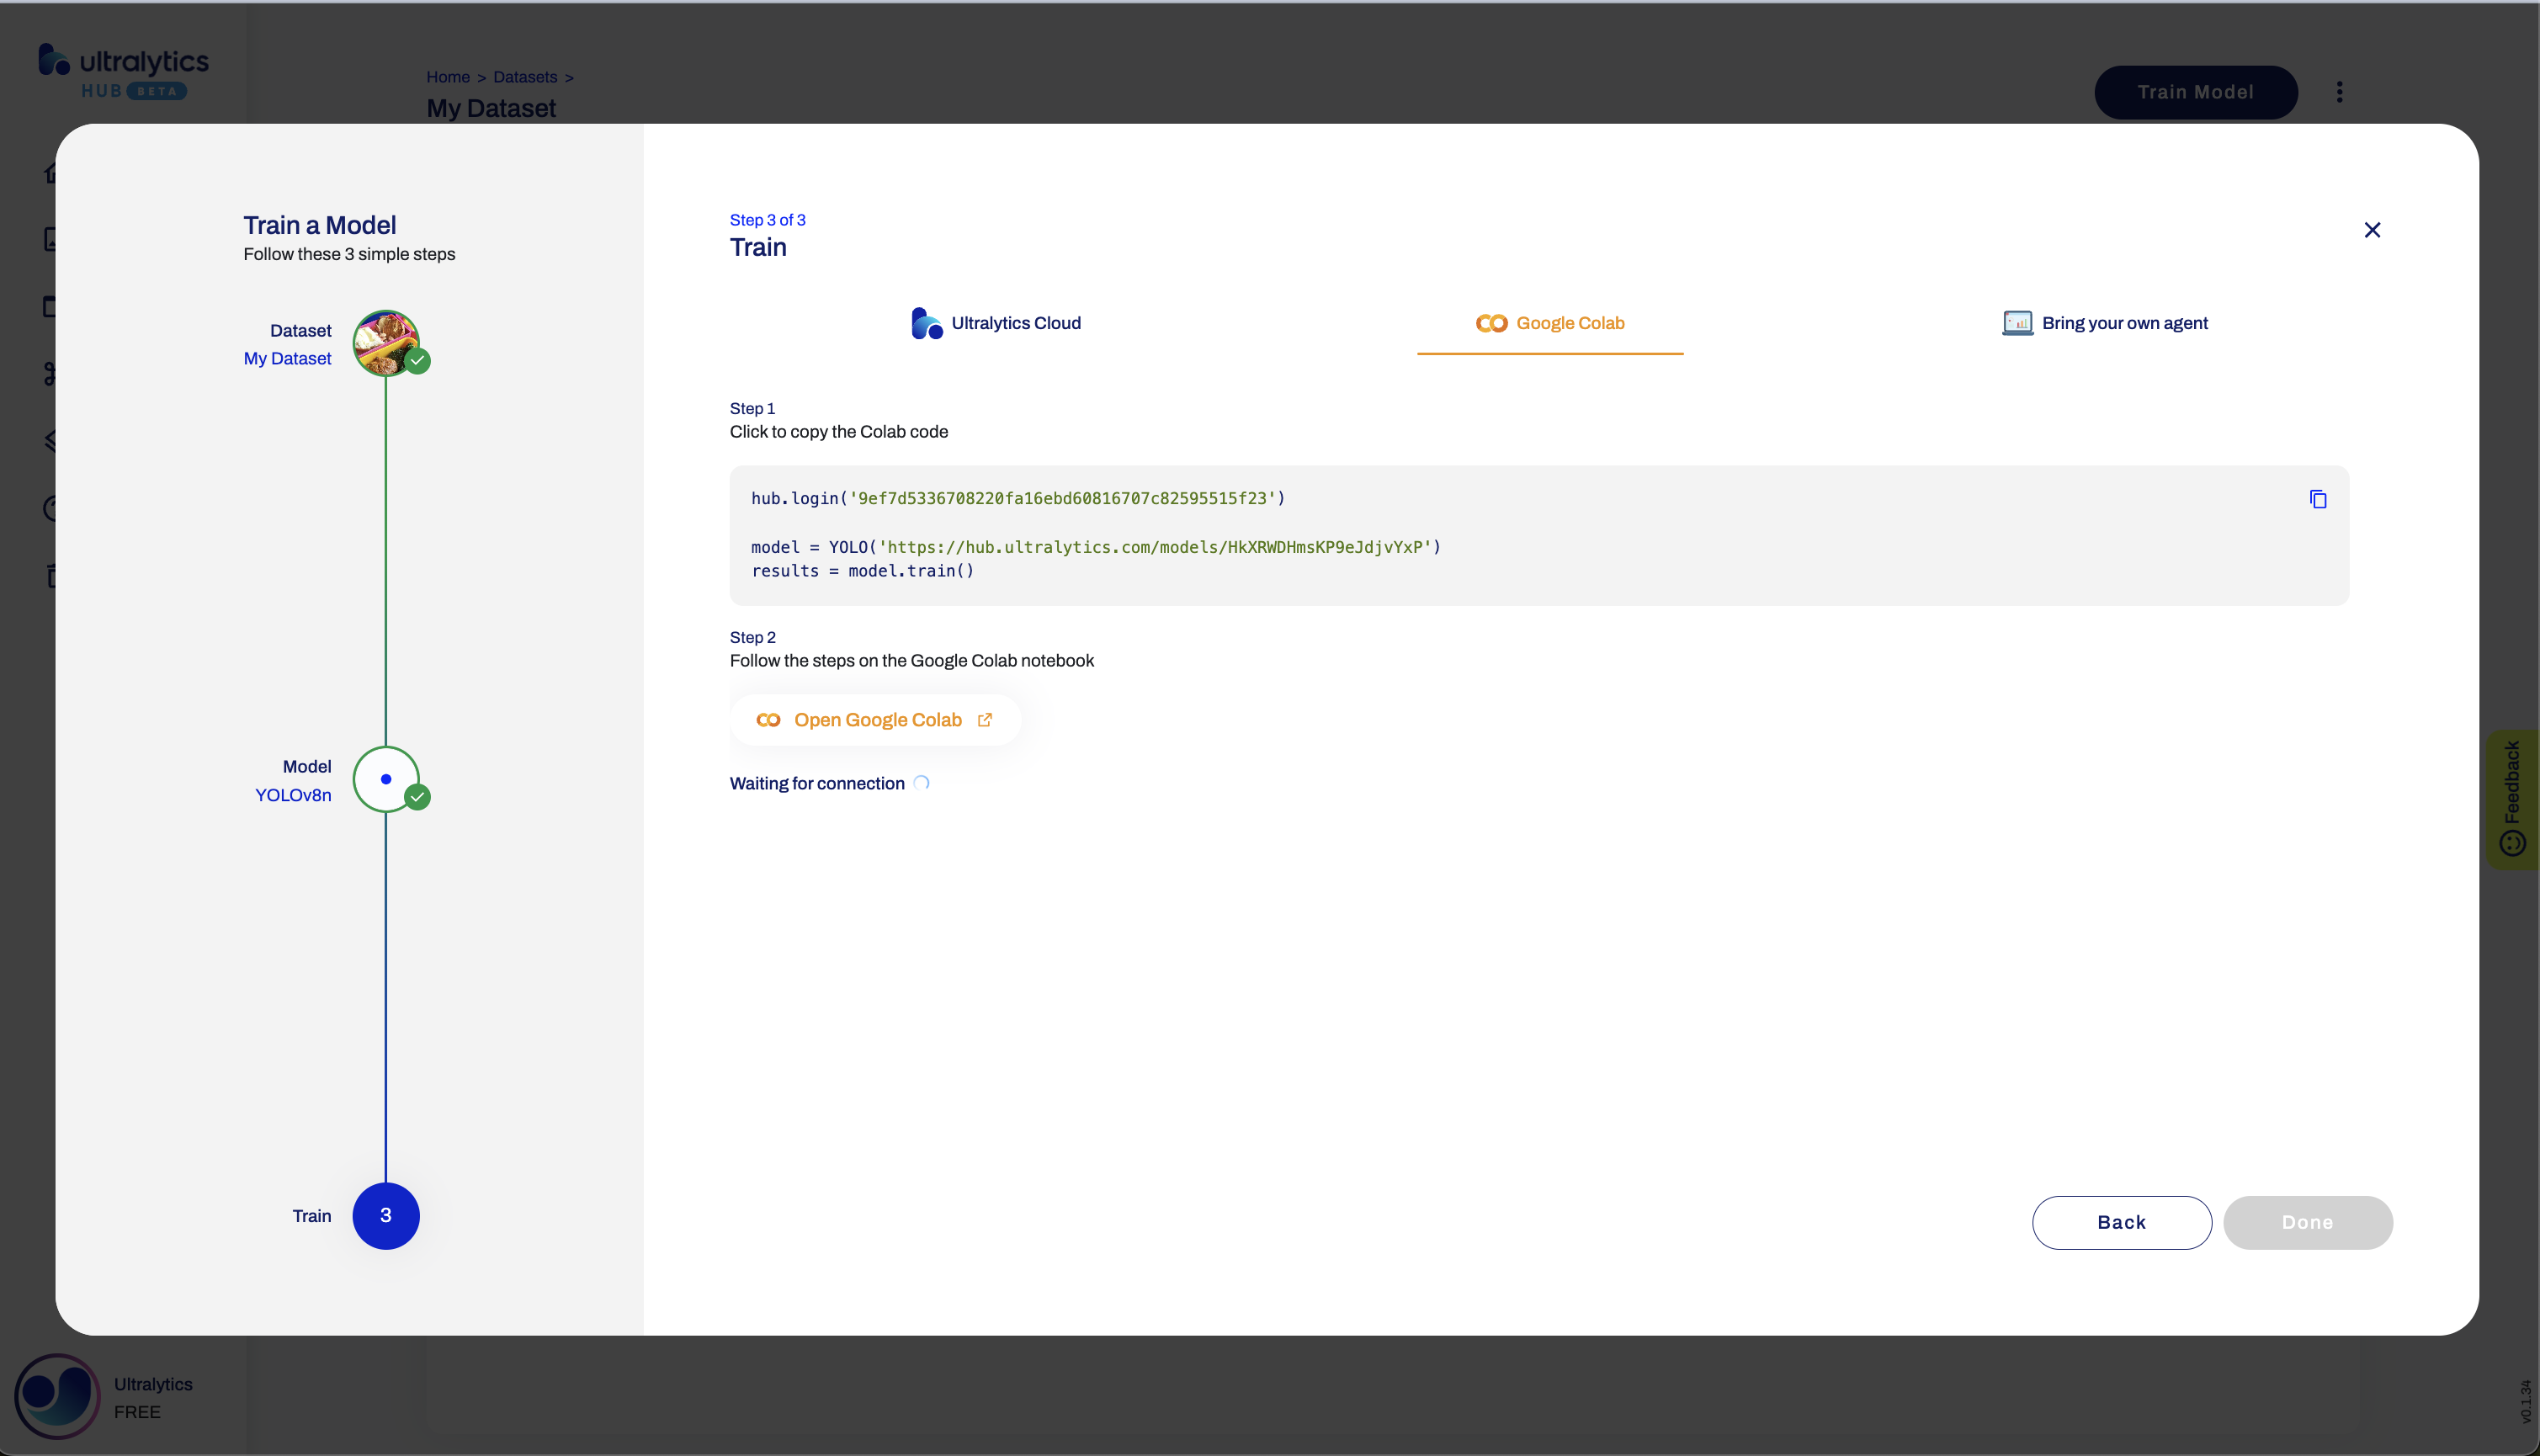 ultralytics
HUB BETA
Home > Datasets >
My Dataset
Train Model
Train a Model
Follow these 3 simple steps
Dataset
My Dataset
Model
YOLOv8n
Train
3
Step 3 of 3
Train
Ultralytics Cloud
Google Colab
Bring your own agent
Step 1
Click to copy the Colab code
hub.login('9ef7d5336708220fa16ebd60816707c82595515f23')
model = YOLO('https://hub.ultralytics.com/models/HkXRWDHmsKP9eJdjvYxP')
results = model.train()
Step 2
Follow the steps on the Google Colab notebook
Open Google Colab
Waiting for connection
Back
Done
Feedback
Ultralytics
FREE
v0.1.34